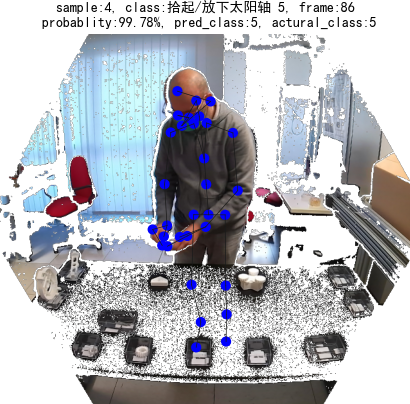 sample:4, class:拾起/放下太阳轴 5, frame:86
probablity:99.78%, pred_class:5, actural_class:5